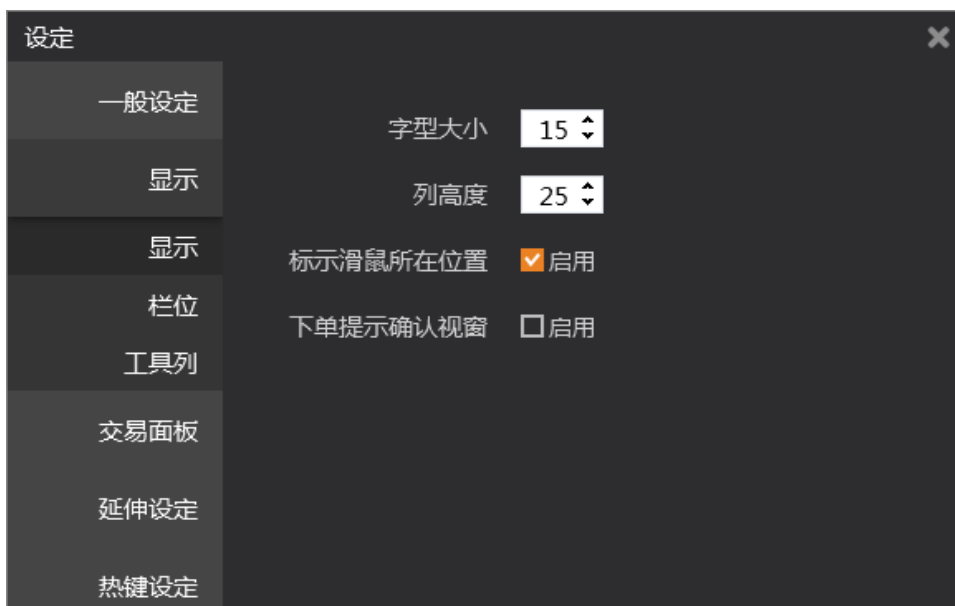 设定
一般设定
显示
显示
栏位
工具列
交易面板
延伸设定
热键设定
字型大小 15
列高度 25
标示滑鼠所在位置 启用
下单提示确认视窗 启用